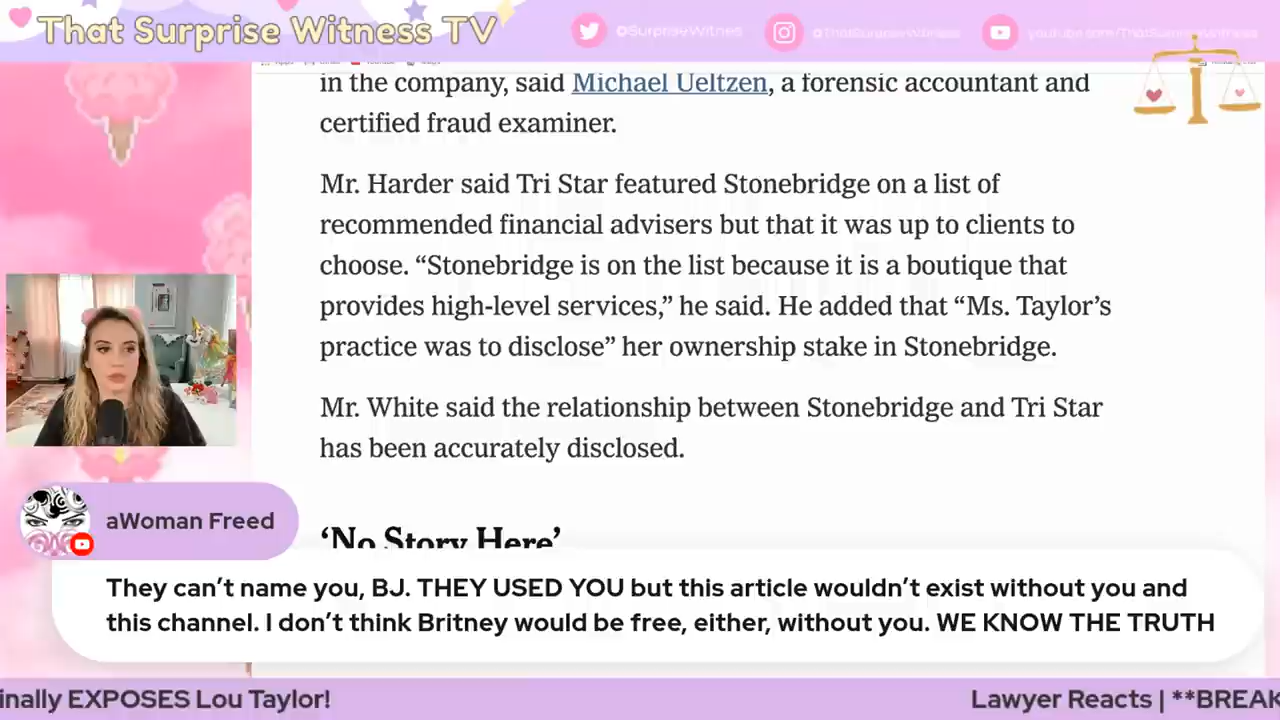 That Surprise Witness TV
@SurpriseWitnes
@ThatSurpriseWitness
youtube.com/ThatSurpriseWitness
in the company, said Michael Ueltzen, a forensic accountant and
certified fraud examiner.
Mr. Harder said Tri Star featured Stonebridge on a list of
recommended financial advisers but that it was up to clients to
choose. “Stonebridge is on the list because it is a boutique that
provides high-level services,” he said. He added that “Ms. Taylor’s
practice was to disclose” her ownership stake in Stonebridge.
Mr. White said the relationship between Stonebridge and Tri Star
has been accurately disclosed.
‘No Story Here’
aWoman Freed
They can’t name you, BJ. THEY USED YOU but this article wouldn’t exist without you and
this channel. I don’t think Britney would be free, either, without you. WE KNOW THE TRUTH
inally EXPOSES Lou Taylor!
Lawyer Reacts | **BREAK